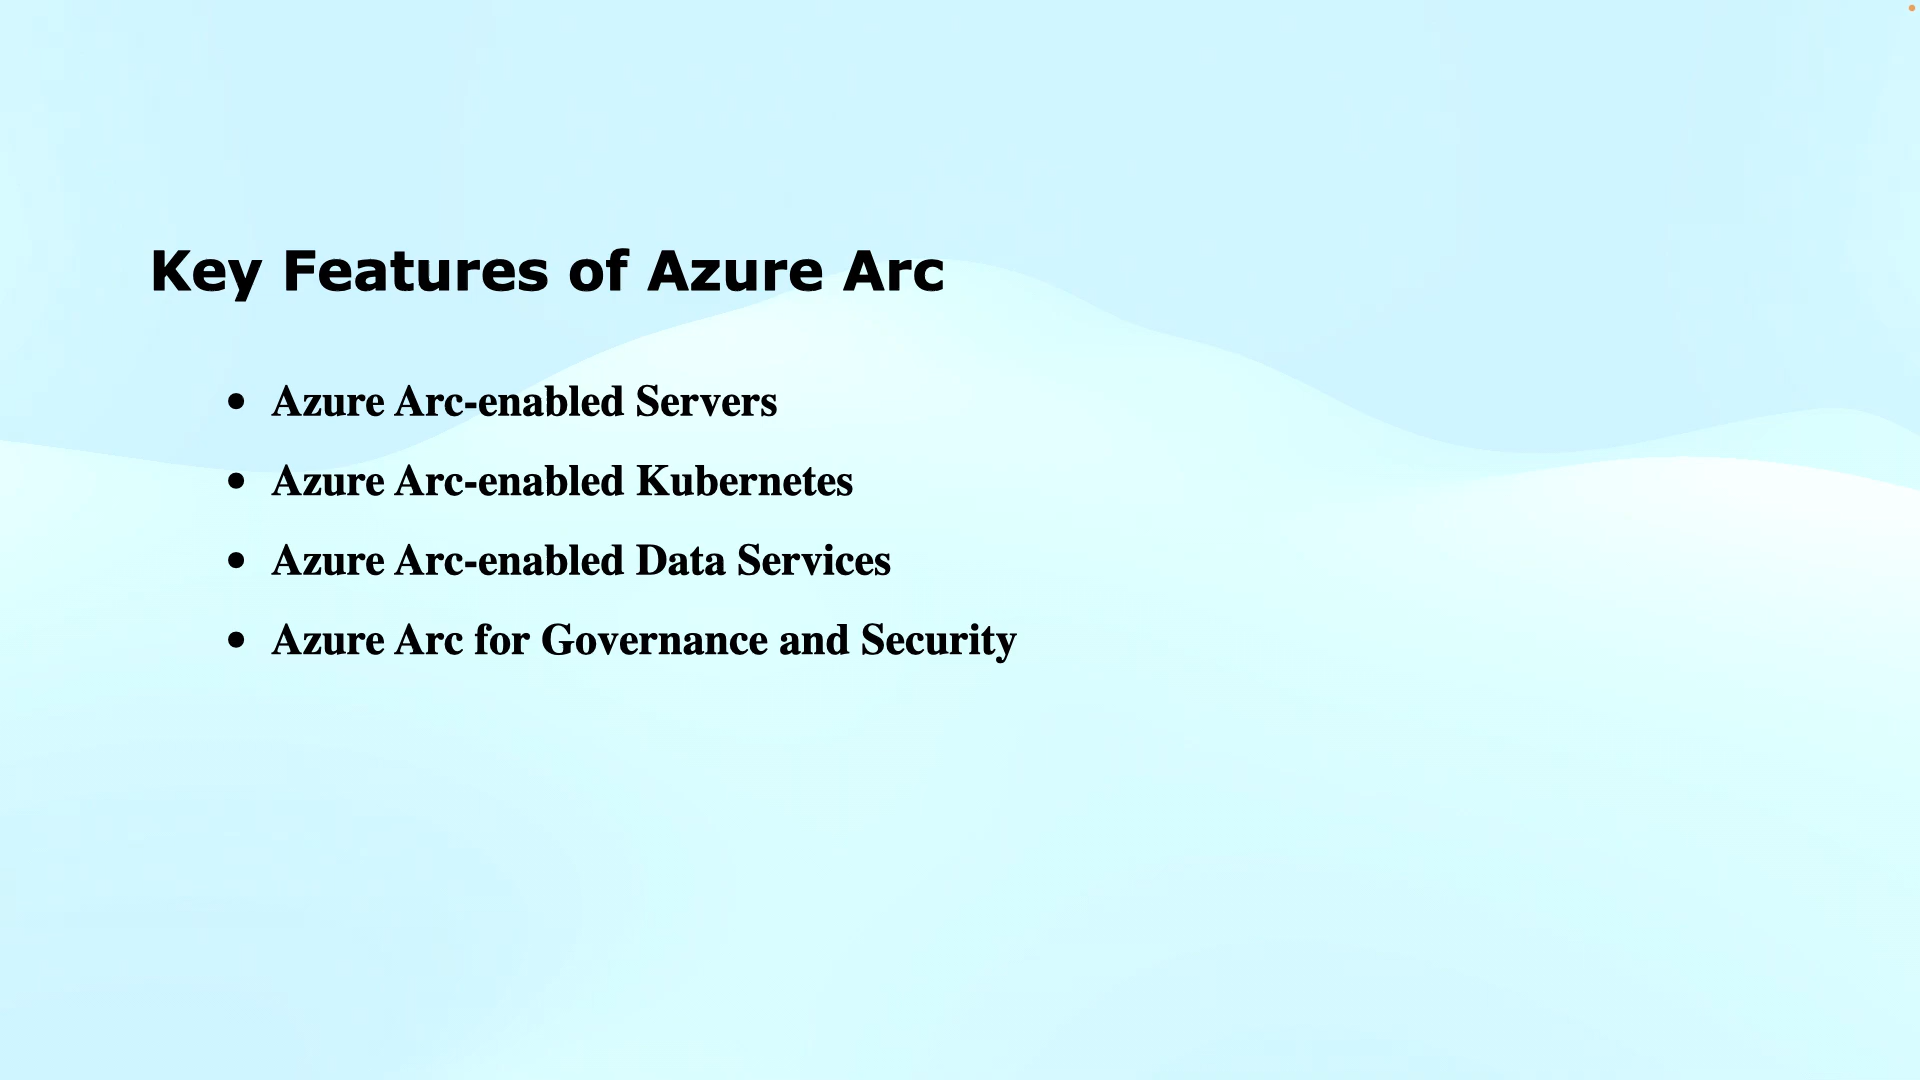 Key Features of Azure Arc
• Azure Arc-enabled Servers
• Azure Arc-enabled Kubernetes
• Azure Arc-enabled Data Services
• Azure Arc for Governance and Security